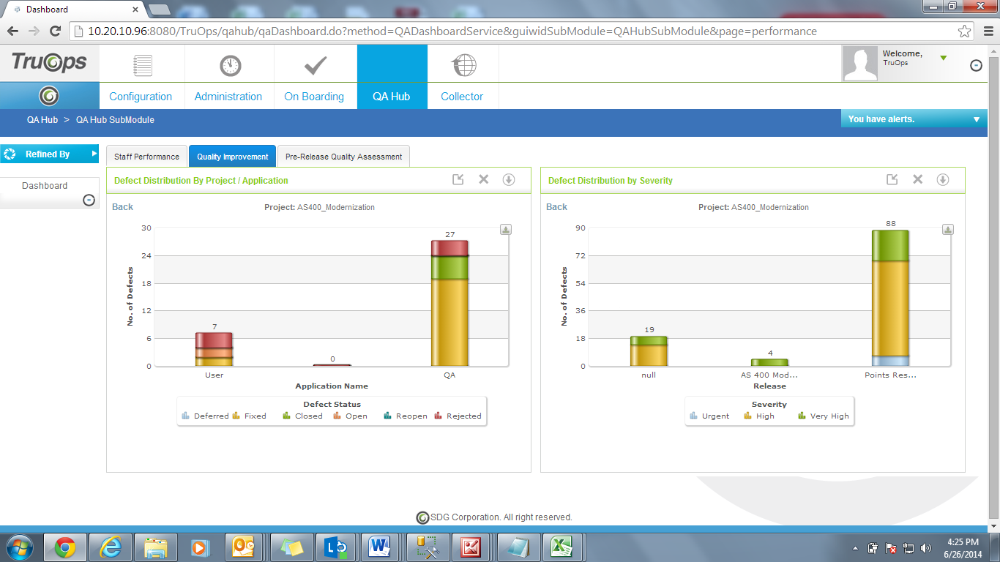 Dashboard
10.20.10.96:8080/TruOps/qahub/qaDashboard.do?method=QADashboardService&guiwidSubModule=QAHubSubModule&page=performance
TruOps
Welcome,
TruOps
Configuration
Administration
On Boarding
QA Hub
Collector
QA Hub > QA Hub SubModule
You have alerts.
Refined By
Dashboard
Staff Performance
Quality Improvement
Pre-Release Quality Assessment
Defect Distribution By Project / Application
Back
Project: AS400_Modernization
30
24
18
12
6
0
No. of Defects
7
0
27
User
QA
Application Name
Defect Status
Deferred Fixed Closed Open Reopen Rejected
Defect Distribution by Severity
Back
Project: AS400_Modernization
90
72
54
36
18
0
No. of Defects
19
4
88
null
AS 400 Mod...
Points Res...
Release
Severity
Urgent High Very High
SDG Corporation. All right reserved.
4:25 PM
6/26/2014